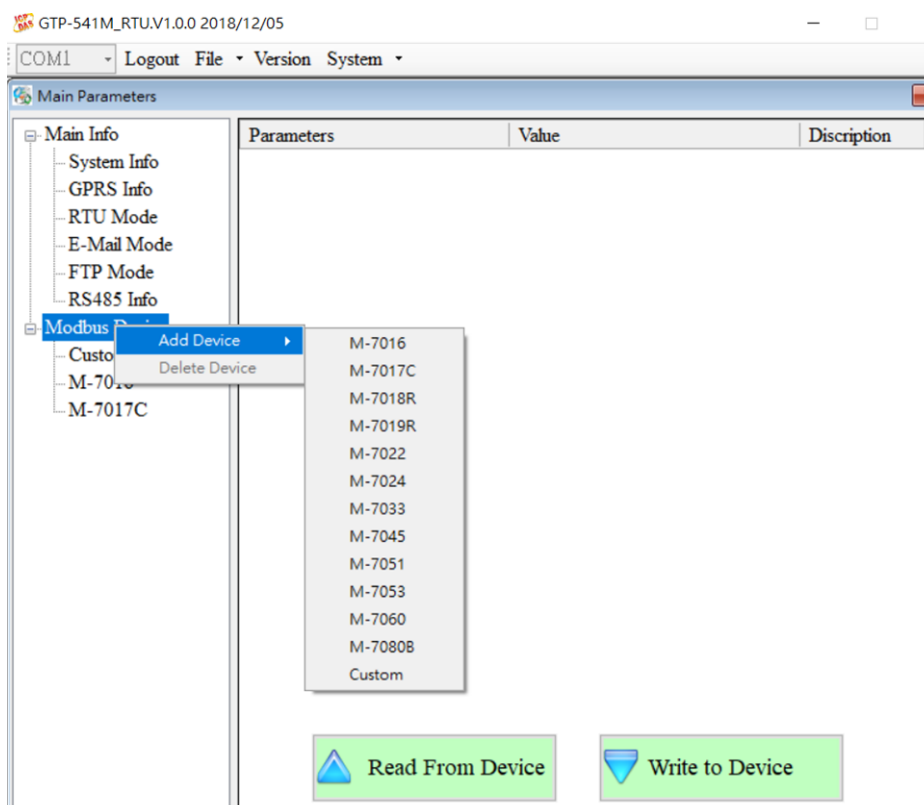 GTP-541M_RTU.V1.0.0 2018/12/05
COM1 Logout File Version System
Main Parameters
Main Info
System Info
GPRS Info
RTU Mode
E-Mail Mode
FTP Mode
RS485 Info
Modbus
Custo
M-70
M-7017C
Parameters Value Discription
Add Device
Delete Device
M-7016
M-7017C
M-7018R
M-7019R
M-7022
M-7024
M-7033
M-7045
M-7051
M-7053
M-7060
M-7080B
Custom
Read From Device
Write to Device